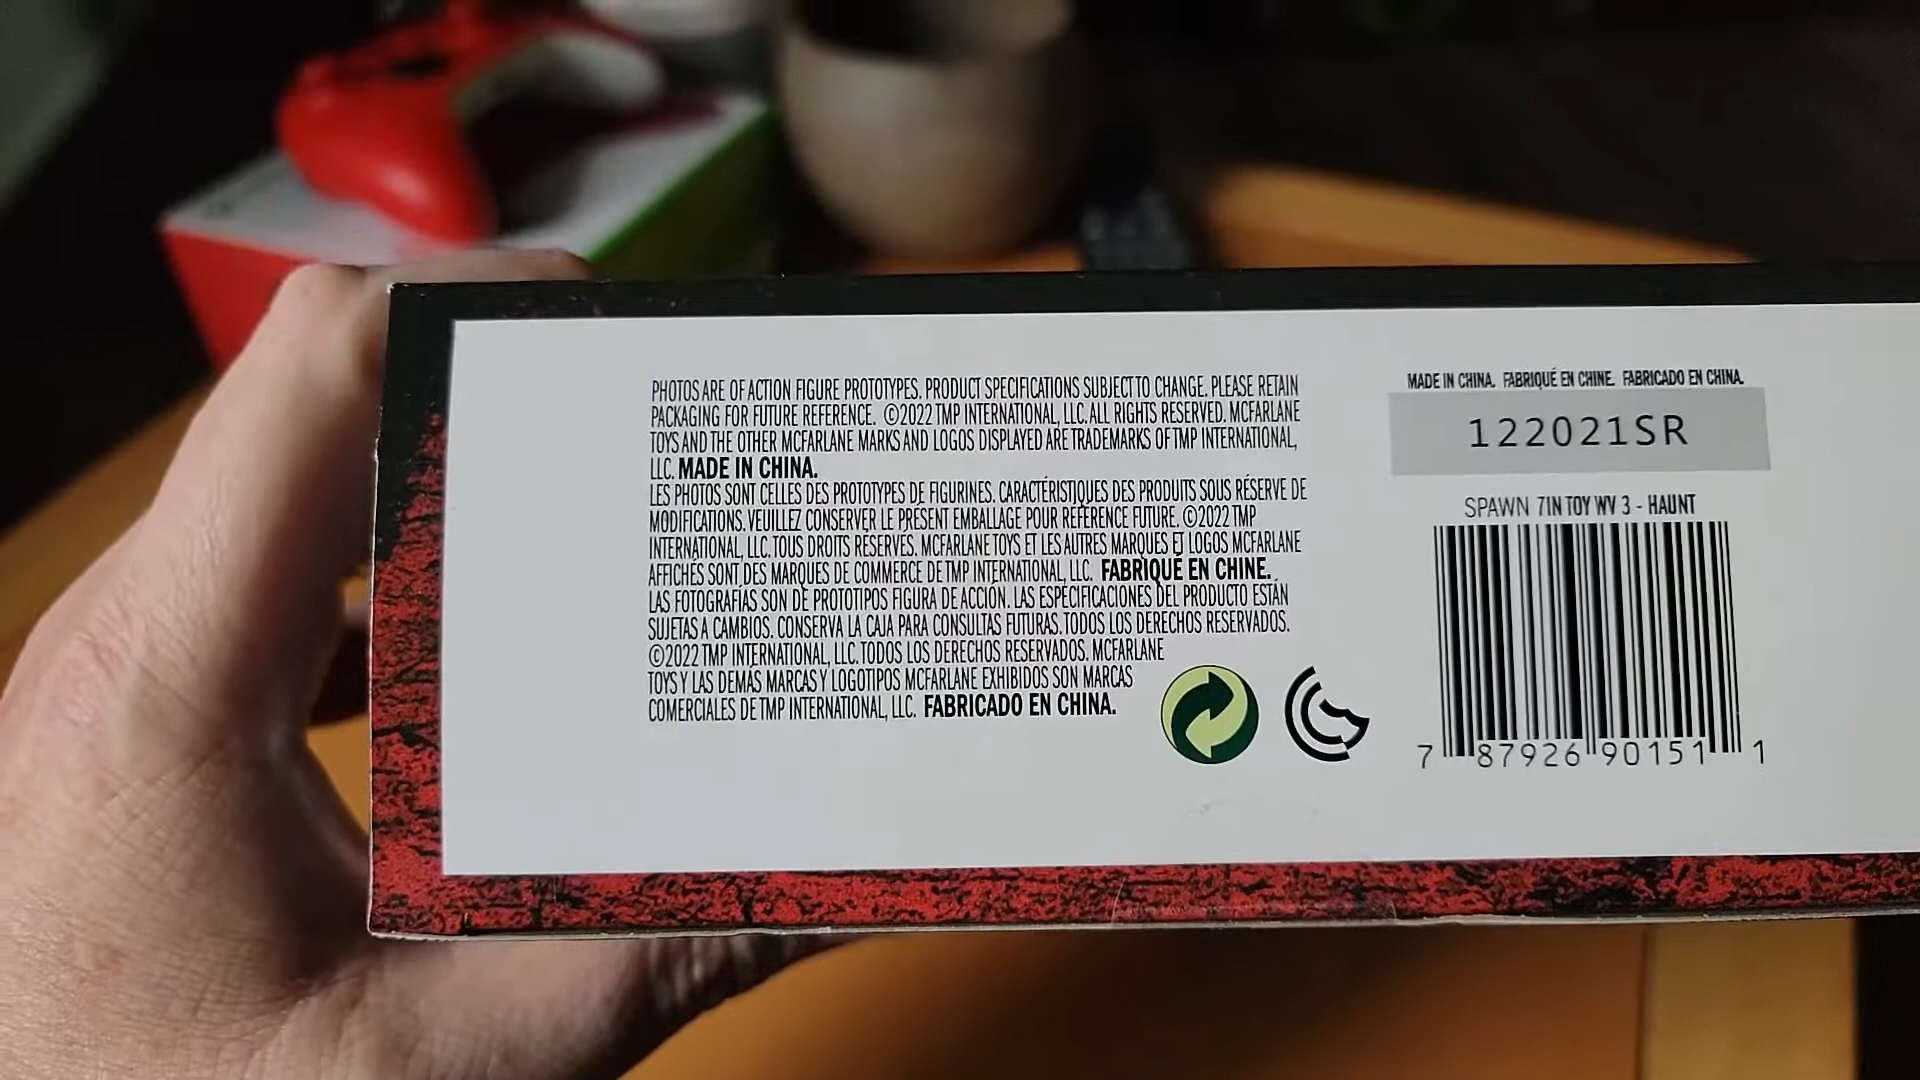 PHOTOS ARE OF ACTION FIGURE PROTOTYPES. PRODUCT SPECIFICATIONS SUBJECT TO CHANGE. PLEASE RETAIN
PACKAGING FOR FUTURE REFERENCE. ©2022 TMP INTERNATIONAL, LLC. ALL RIGHTS RESERVED. MCFARLANE
TOYS AND THE OTHER MCFARLANE MARKS AND LOGOS DISPLAYED ARE TRADEMARKS OF TMP INTERNATIONAL,
LLC. MADE IN CHINA.
LES PHOTOS SONT CELLES DES PROTOTYPES DE FIGURINES. CARACTÉRISTIQUES DES PRODUITS SOUS RÉSERVE DE
MODIFICATIONS. VEUILLEZ CONSERVER LE PRÉSENT EMBALLAGE POUR RÉFÉRENCE FUTURE. ©2022 TMP
INTERNATIONAL, LLC. TOUS DROITS RÉSERVÉS. MCFARLANE TOYS ET LES AUTRES MARQUES ET LOGOS MCFARLANE
AFFICHÉS SONT DES MARQUES DE COMMERCE DE TMP INTERNATIONAL, LLC. FABRIQUÉ EN CHINE.
LAS FOTOGRAFÍAS SON DE PROTOTIPOS FIGURA DE ACCIÓN. LAS ESPECIFICACIONES DEL PRODUCTO ESTÁN
SUJETAS A CAMBIOS. CONSERVA LA CAJA PARA CONSULTAS FUTURAS. TODOS LOS DERECHOS RESERVADOS.
©2022 TMP INTERNATIONAL, LLC. TODOS LOS DERECHOS RESERVADOS. MCFARLANE
TOYS Y LAS DEMÁS MARCAS Y LOGOTIPOS MCFARLANE EXHIBIDOS SON MARCAS
COMERCIALES DE TMP INTERNATIONAL, LLC. FABRICADO EN CHINA.
MADE IN CHINA. FABRIQUÉ EN CHINE. FABRICADO EN CHINA.
122021SR
SPAWN 7IN TOY WV 3 - HAUNT
7 87926 90151 1